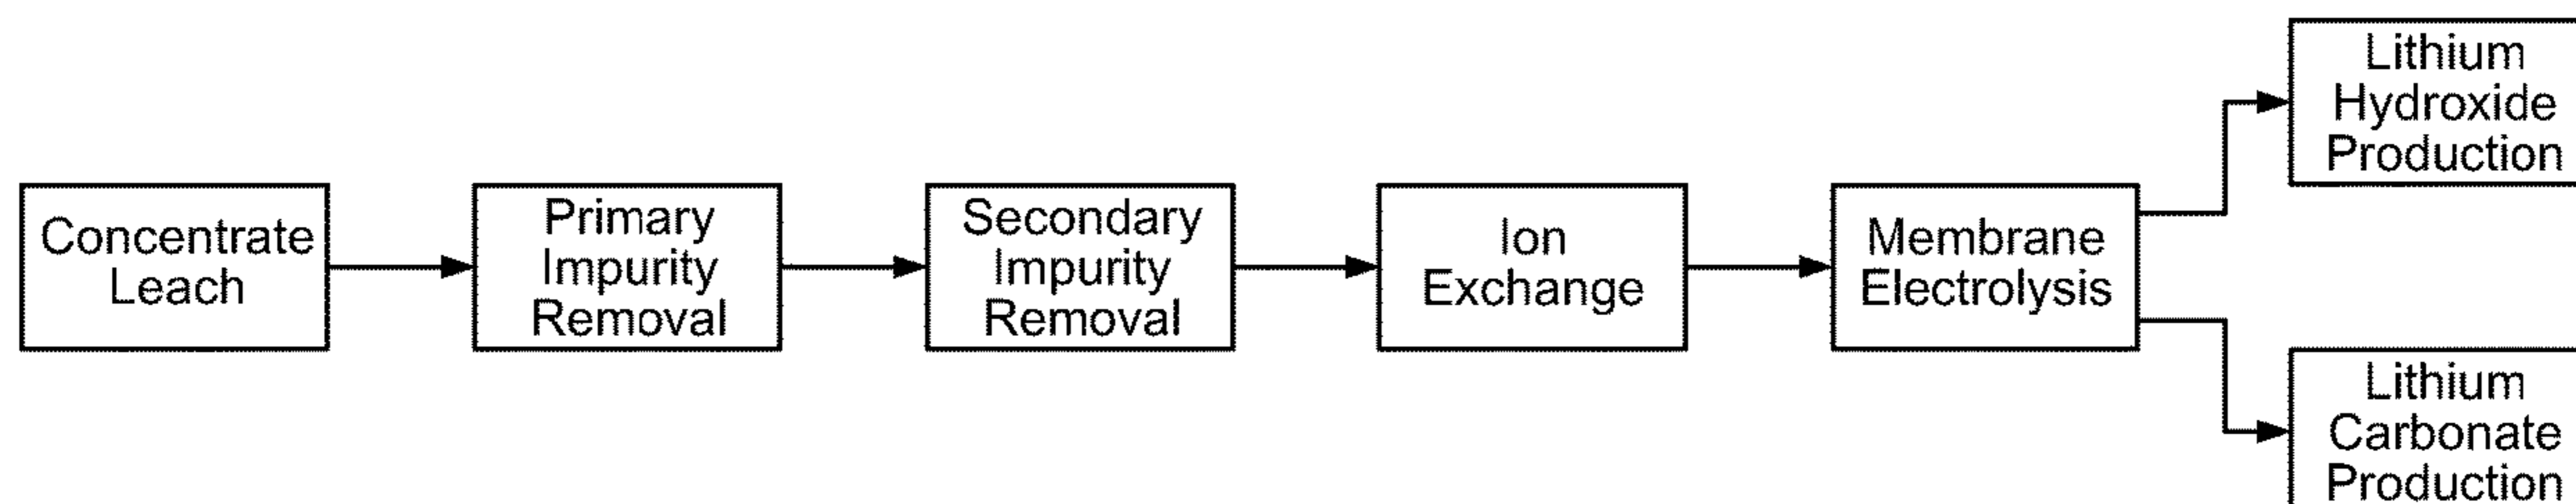 Concentrate
Leach
Primary
Impurity
Removal
Secondary
Impurity
Removal
Ion
Exchange
Membrane
Electrolysis
Lithium
Hydroxide
Production
Lithium
Carbonate
Production